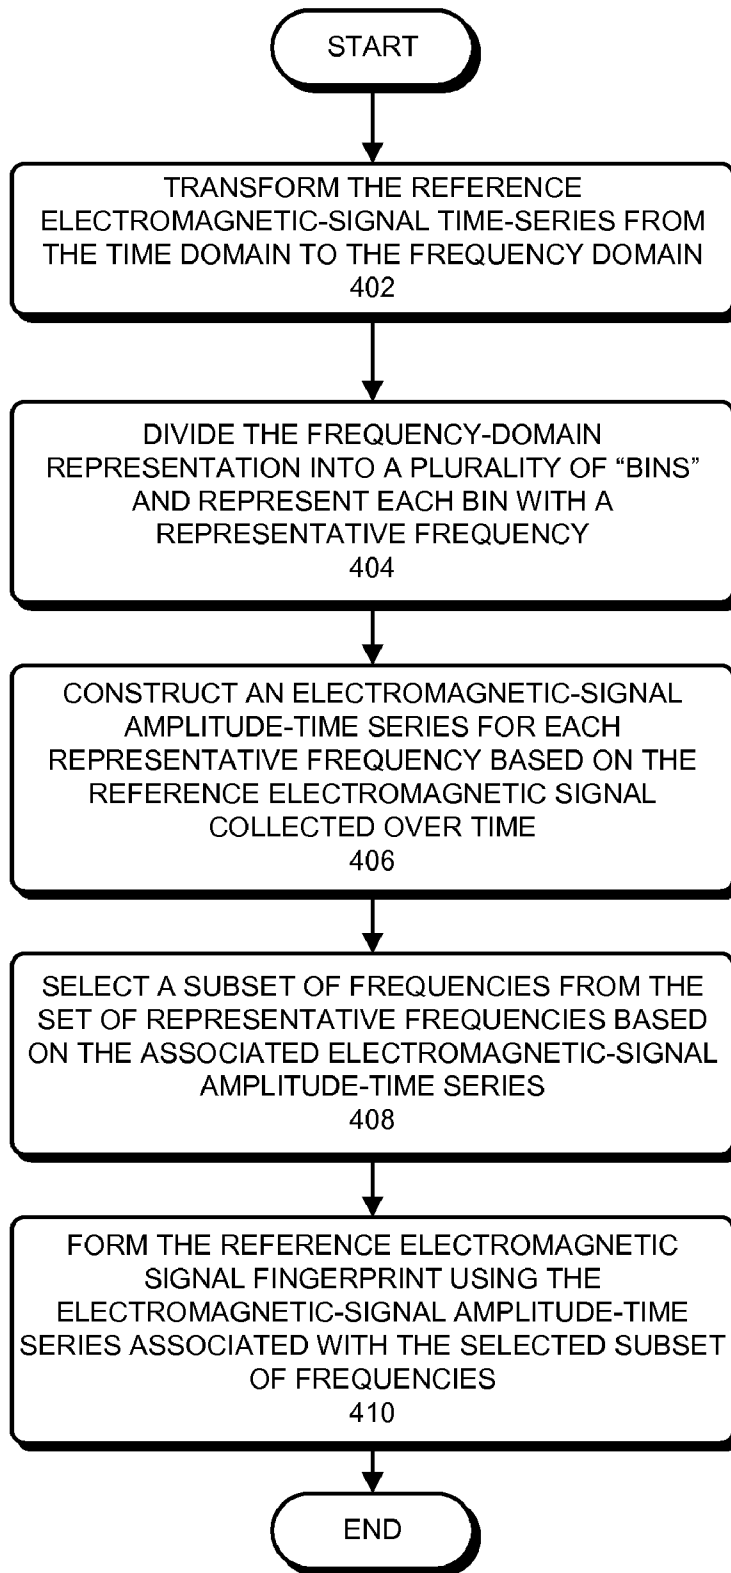 START
TRANSFORM THE REFERENCE
ELECTROMAGNETIC-SIGNAL TIME-SERIES FROM
THE TIME DOMAIN TO THE FREQUENCY DOMAIN
402
DIVIDE THE FREQUENCY-DOMAIN
REPRESENTATION INTO A PLURALITY OF “BINS”
AND REPRESENT EACH BIN WITH A
REPRESENTATIVE FREQUENCY
404
CONSTRUCT AN ELECTROMAGNETIC-SIGNAL
AMPLITUDE-TIME SERIES FOR EACH
REPRESENTATIVE FREQUENCY BASED ON THE
REFERENCE ELECTROMAGNETIC SIGNAL
COLLECTED OVER TIME
406
SELECT A SUBSET OF FREQUENCIES FROM THE
SET OF REPRESENTATIVE FREQUENCIES BASED
ON THE ASSOCIATED ELECTROMAGNETIC-SIGNAL
AMPLITUDE-TIME SERIES
408
FORM THE REFERENCE ELECTROMAGNETIC
SIGNAL FINGERPRINT USING THE
ELECTROMAGNETIC-SIGNAL AMPLITUDE-TIME
SERIES ASSOCIATED WITH THE SELECTED SUBSET
OF FREQUENCIES
410
END